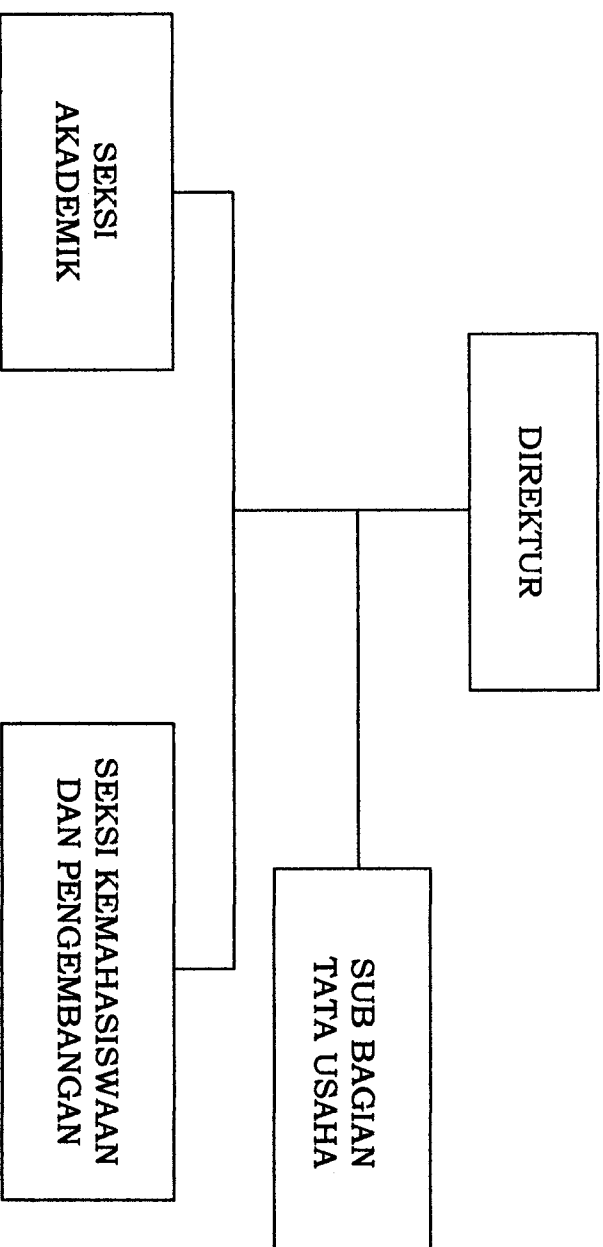 DIREKTUR
SUB BAGIAN
TATA USAHA
SEKSI
AKADEMIK
SEKSI KEMAHASISWAAN
DAN PENGEMBANGAN